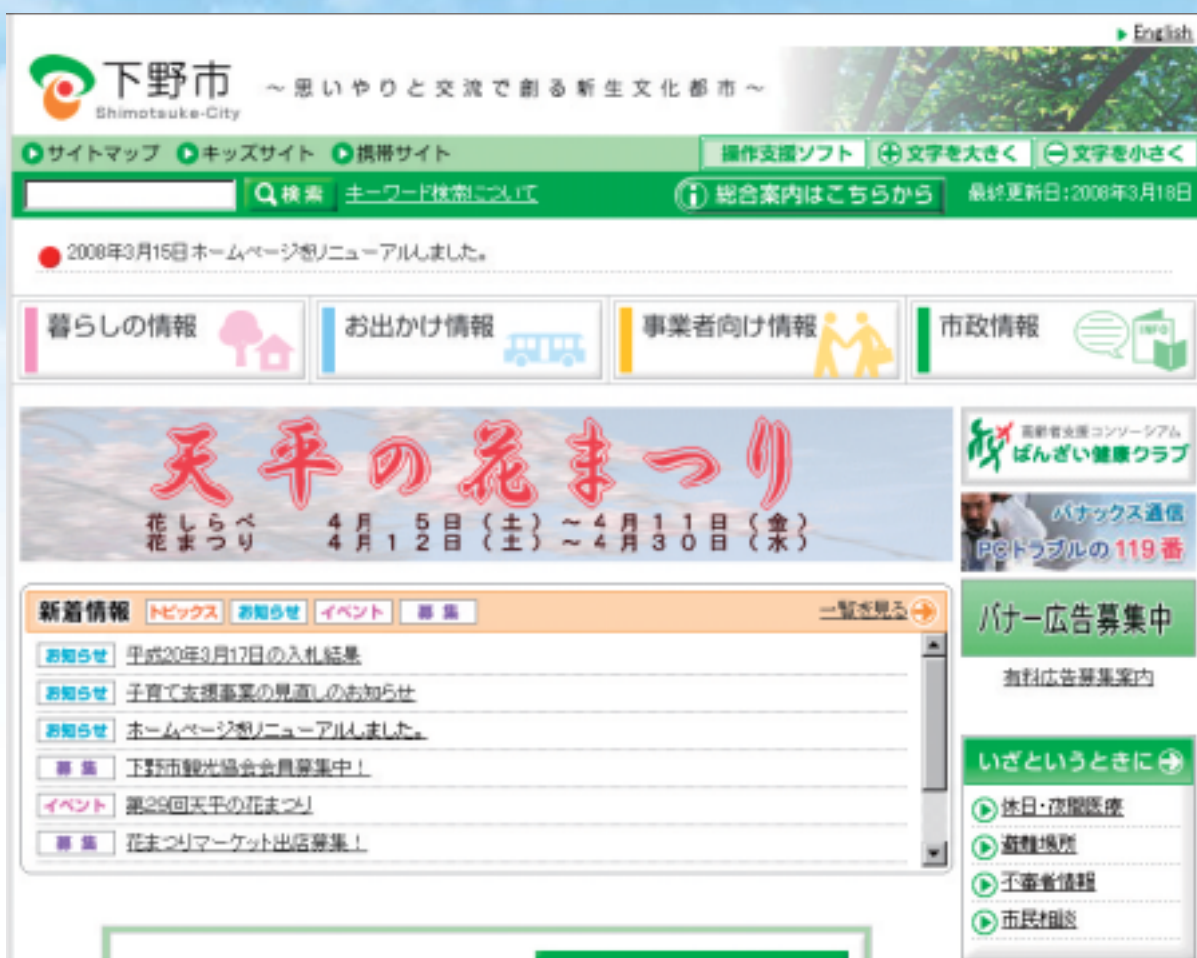 English
下野市 ～思いやりと交流で創る新生文化都市～
Shimotsuke-City
サイトマップ キッズサイト 携帯サイト 操作支援ソフト 文字を大きく 文字を小さく
検索 キーワード検索について 総合案内はこちらから 最終更新日:2008年3月18日
2008年3月15日ホームページをリニューアルしました。
暮らしの情報 お出かけ情報 事業者向け情報 市政情報
INFO
天平の花まつり
花しらべ 4月 5日(土)～4月11日(金)
花まつり 4月12日(土)～4月30日(水)
高齢者支援コンソーシアム
ばんざい健康クラブ
パナックス通信
PCトラブルの119番
バナー広告募集中
有料広告募集案内
新着情報 トピックス お知らせ イベント 募集 一覧を見る
お知らせ 平成20年3月17日の入札結果
お知らせ 子育て支援事業の見直しのお知らせ
お知らせ ホームページをリニューアルしました。
募集 下野市観光協会会員募集中！
イベント 第29回天平の花まつり
募集 花まつりマーケット出店募集！
いざというときに
休日・夜間医療
避難場所
不審者情報
市民相談